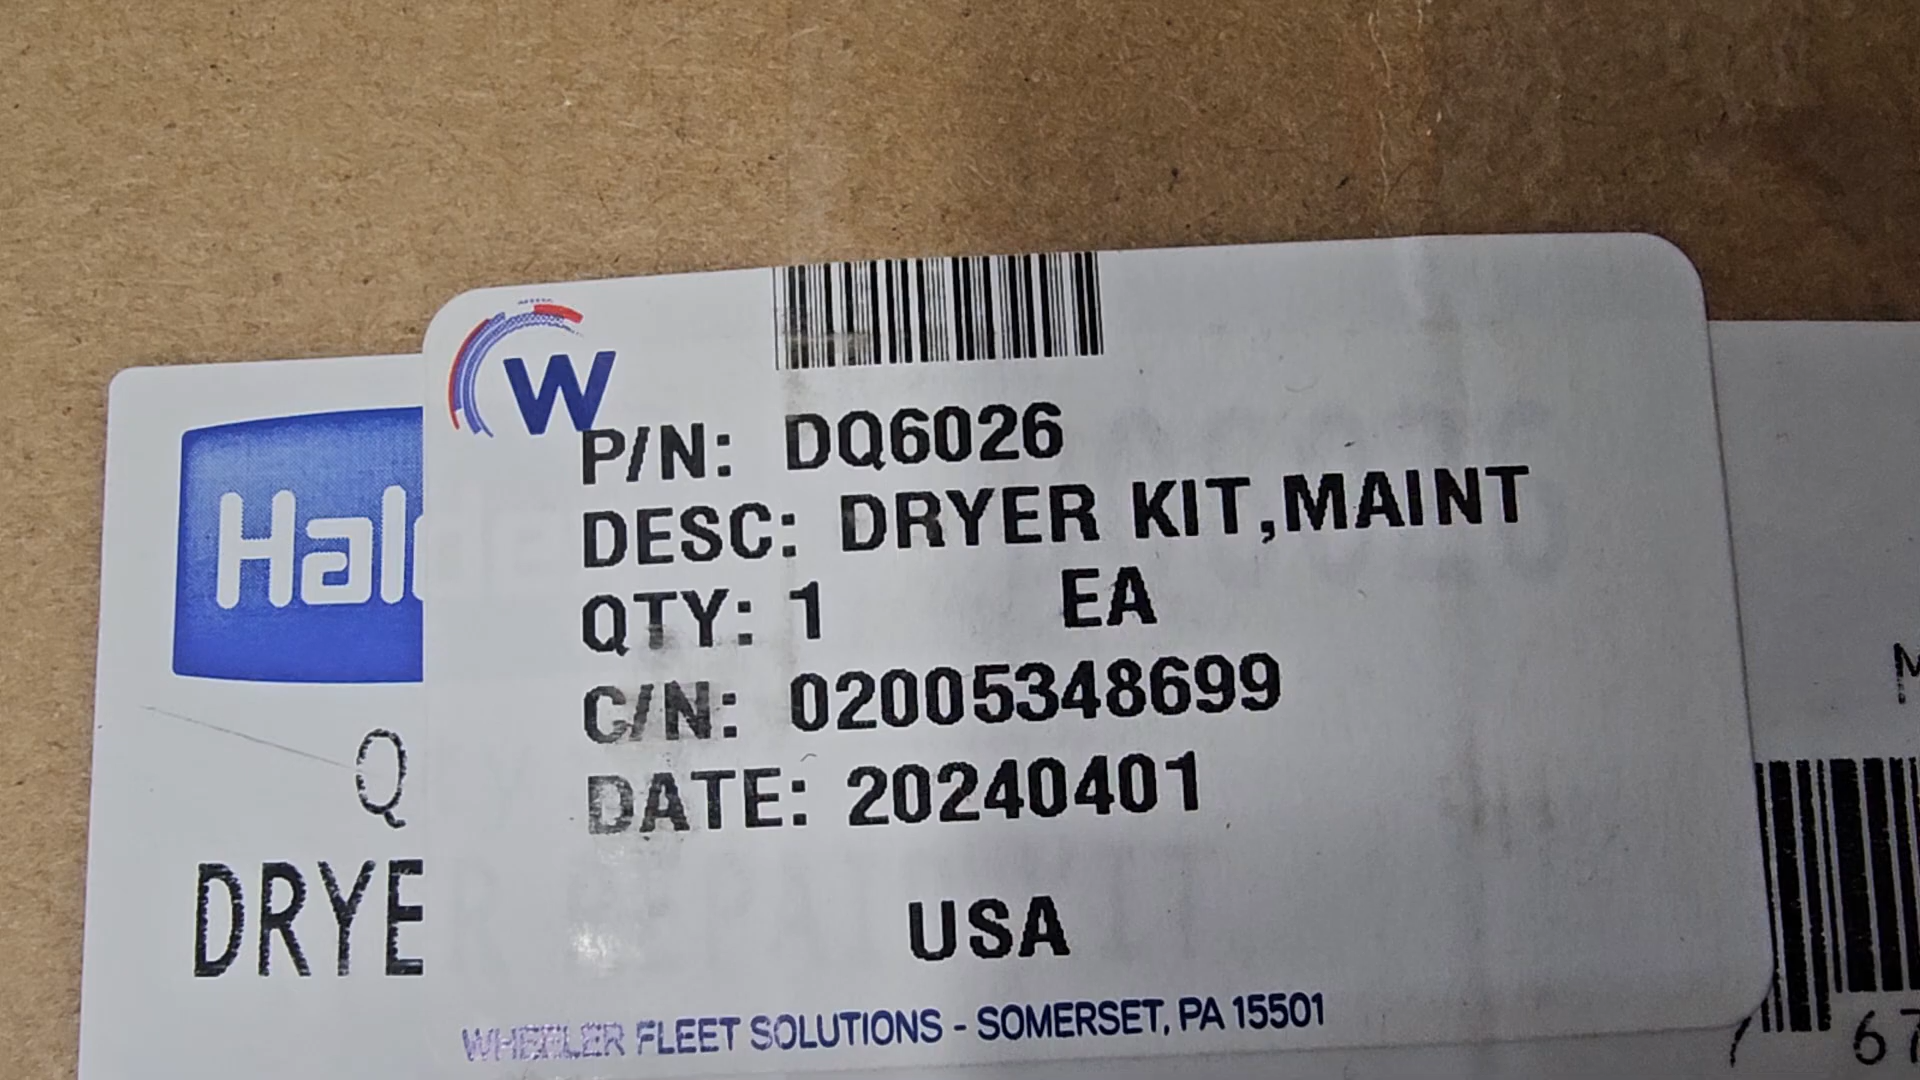 W
P/N: DQ6026
DESC: DRYER KIT,MAINT
QTY: 1 EA
C/N: 02005348699
DATE: 20240401
USA
WHEELER FLEET SOLUTIONS - SOMERSET, PA 15501
Hal
Q
DRYE
M
67